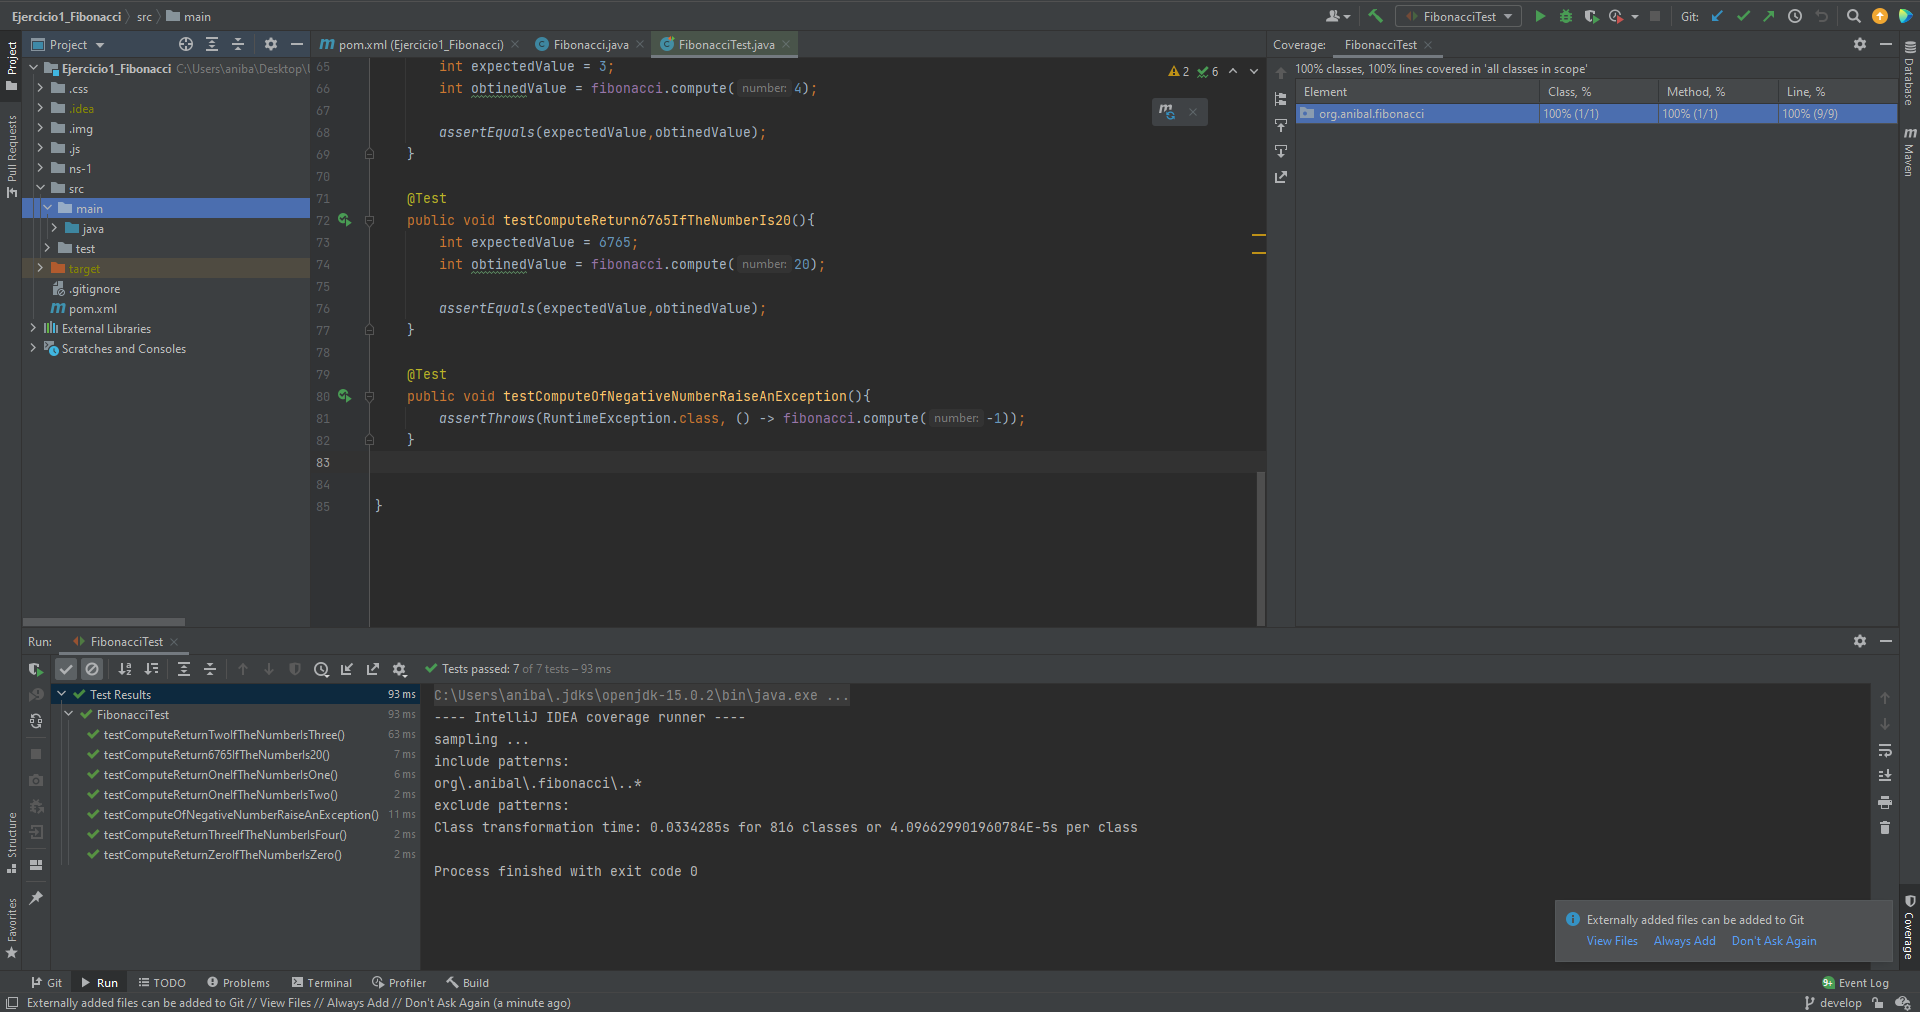 Ejercicio1_Fibonacci src main
FibonacciTest Git:
Project
pom.xml (Ejercicio1_Fibonacci) Fibonacci.java FibonacciTest.java
Coverage: FibonacciTest
Project
Pull Requests
Ejercicio1_Fibonacci C:\Users\aniba\Desktop\
.css
.idea
.img
.js
ns-1
src
main
java
test
target
.gitignore
pom.xml
External Libraries
Scratches and Consoles
2 6
65 int expectedValue = 3;
66 int obtinedValue = fibonacci.compute( number: 4);
67
68 assertEquals(expectedValue,obtinedValue);
69 }
70
71 @Test
72 public void testComputeReturn6765IfTheNumberIs20(){
73 int expectedValue = 6765;
74 int obtinedValue = fibonacci.compute( number: 20);
75
76 assertEquals(expectedValue,obtinedValue);
77 }
78
79 @Test
80 public void testComputeOfNegativeNumberRaiseAnException(){
81 assertThrows(RuntimeException.class, () -> fibonacci.compute( number: -1));
82 }
83
84
85 }
100% classes, 100% lines covered in 'all classes in scope'
Element Class, % Method, % Line, %
org.anibal.fibonacci 100% (1/1) 100% (1/1) 100% (9/9)
Database
Maven
Run: FibonacciTest
Tests passed: 7 of 7 tests – 93 ms
Test Results 93 ms
FibonacciTest 93 ms
testComputeReturnTwoIfTheNumberIsThree() 63 ms
testComputeReturn6765IfTheNumberIs20() 7 ms
testComputeReturnOneIfTheNumberIsOne() 6 ms
testComputeReturnOneIfTheNumberIsTwo() 2 ms
testComputeOfNegativeNumberRaiseAnException() 11 ms
testComputeReturnThreeIfTheNumberIsFour() 2 ms
testComputeReturnZeroIfTheNumberIsZero() 2 ms
C:\Users\aniba\.jdks\openjdk-15.0.2\bin\java.exe ...
---- IntelliJ IDEA coverage runner ----
sampling ...
include patterns:
org\.anibal\.fibonacci\..*
exclude patterns:
Class transformation time: 0.0334285s for 816 classes or 4.096629901960784E-5s per class
Process finished with exit code 0
Structure
Favorites
Coverage
Externally added files can be added to Git
View Files Always Add Don't Ask Again
Git Run TODO Problems Terminal Profiler Build
9+ Event Log
Externally added files can be added to Git // View Files // Always Add // Don't Ask Again (a minute ago)
develop